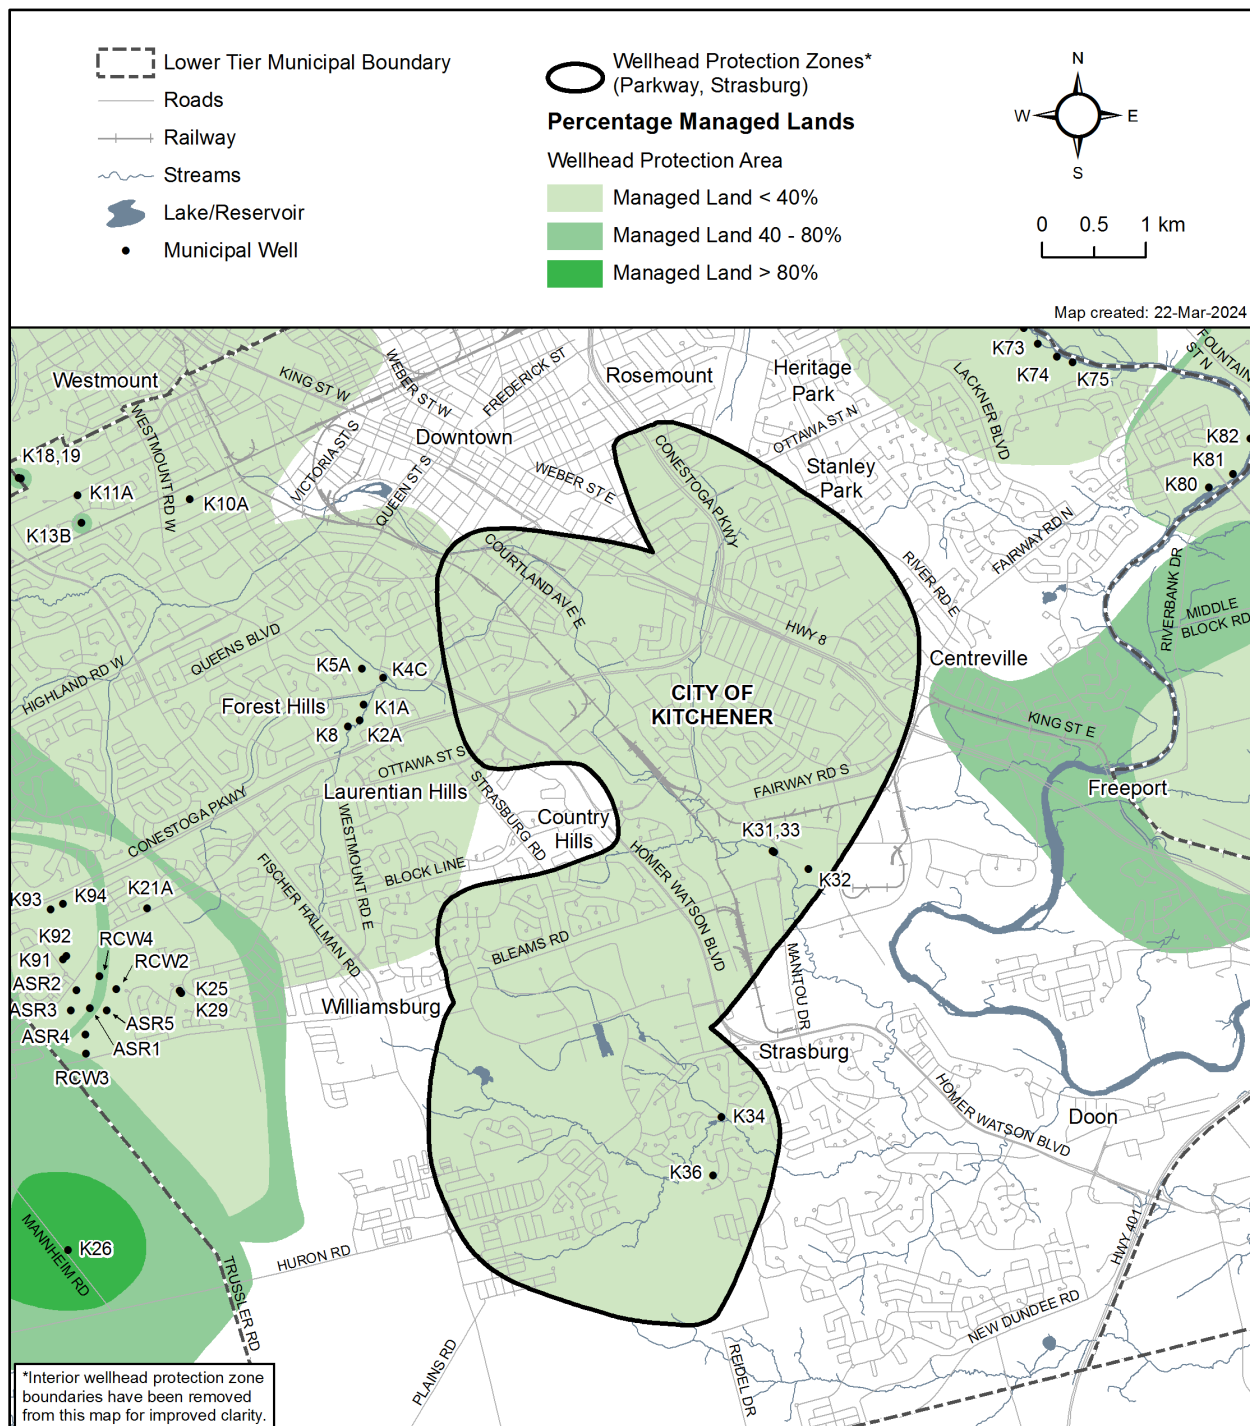 Lower Tier Municipal Boundary
Roads
Railway
Streams
Lake/Reservoir
Municipal Well
Wellhead Protection Zones*
(Parkway, Strasburg)
Percentage Managed Lands
Wellhead Protection Area
Managed Land < 40%
Managed Land 40 - 80%
Managed Land > 80%
N
W
E
S
0 0.5 1 km
Map created: 22-Mar-2024
Westmount
KING ST W
WEBER ST W
FREDERICK ST
Rosemount
Heritage
Park
K73
K74
K75
LACKNER BLVD
FOUNTAIN
ST N
WESTMOUNT RD W
VICTORIA ST S
Downtown
QUEEN ST S
WEBER ST E
CONESTOGA PKWY
OTTAWA ST N
Stanley
Park
K82
K81
K80
K18,19
K11A
K10A
K13B
COURTLAND AVE E
FAIRWAY RD N
RIVER RD E
RIVERBANK DR
MIDDLE
BLOCK RD
HWY 8
QUEENS BLVD
HIGHLAND RD W
K5A
K4C
Centreville
Forest Hills
K1A
K8
K2A
CITY OF
KITCHENER
KING ST E
OTTAWA ST S
FAIRWAY RD S
Freeport
Laurentian Hills
STRASBURG RD
Country
Hills
CONESTOGA PKWY
WESTMOUNT RD E
K31,33
BLOCK LINE
HOMER WATSON BLVD
K32
FISCHER HALLMAN RD
K93
K94
K21A
K92
RCW4
K91
RCW2
BLEAMS RD
MANITOU DR
ASR2
K25
ASR3
K29
ASR5
Williamsburg
ASR4
ASR1
Strasburg
RCW3
HOMER WATSON BLVD
K34
Doon
K36
MANNHEIM RD
K26
TRUSSLER RD
HURON RD
HWY 401
NEW DUNDEE RD
PLAINS RD
REIDEL DR
*Interior wellhead protection zone
boundaries have been removed
from this map for improved clarity.